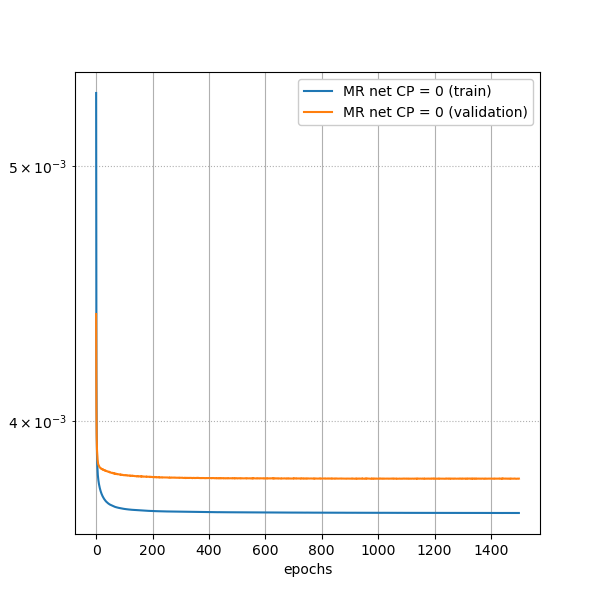 MR net CP = 0 (train)
MR net CP = 0 (validation)
5 × 10⁻³
4 × 10⁻³
0 200 400 600 800 1000 1200 1400
epochs